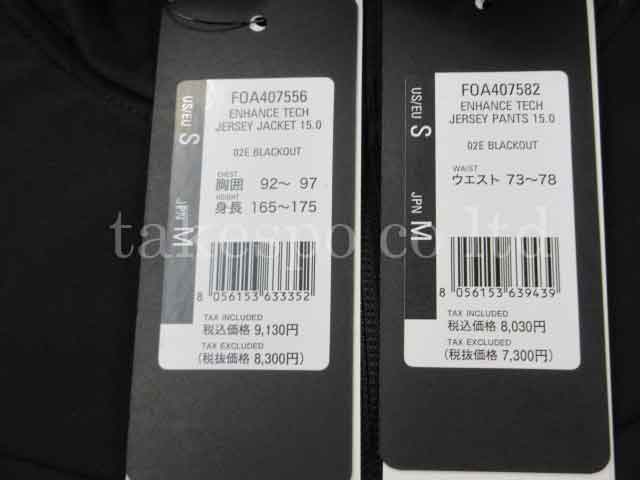 FOA407556
ENHANCE TECH
JERSEY JACKET 15.0
02E BLACKOUT
CHEST
胸囲 92〜 97
HEIGHT
身長 165〜175
US/EU S
JPN M
8 056153 633352
TAX INCLUDED
税込価格 9,130円
TAX EXCLUDED
(税抜価格 8,300円)
FOA407582
ENHANCE TECH
JERSEY PANTS 15.0
02E BLACKOUT
WAIST
ウエスト 73〜78
US/EU S
JPN M
8 056153 639439
TAX INCLUDED
税込価格 8,030円
TAX EXCLUDED
(税抜価格 7,300円)
takespo co ltd